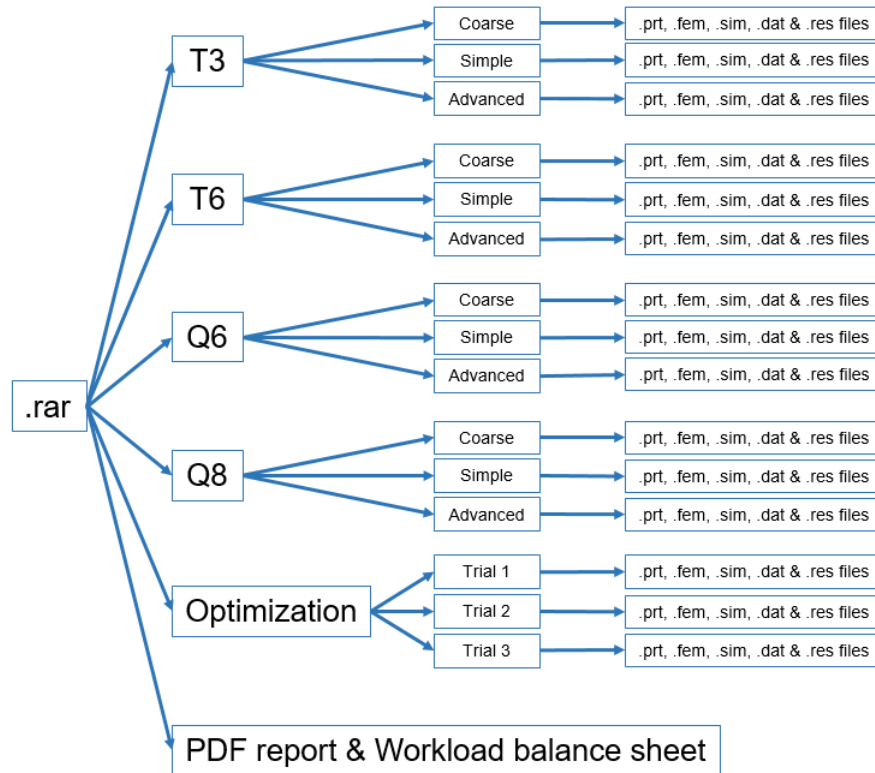 .rar
T3
Coarse
.prt, .fem, .sim, .dat & .res files
Simple
.prt, .fem, .sim, .dat & .res files
Advanced
.prt, .fem, .sim, .dat & .res files
T6
Coarse
.prt, .fem, .sim, .dat & .res files
Simple
.prt, .fem, .sim, .dat & .res files
Advanced
.prt, .fem, .sim, .dat & .res files
Q6
Coarse
.prt, .fem, .sim, .dat & .res files
Simple
.prt, .fem, .sim, .dat & .res files
Advanced
.prt, .fem, .sim, .dat & .res files
Q8
Coarse
.prt, .fem, .sim, .dat & .res files
Simple
.prt, .fem, .sim, .dat & .res files
Advanced
.prt, .fem, .sim, .dat & .res files
Optimization
Trial 1
.prt, .fem, .sim, .dat & .res files
Trial 2
.prt, .fem, .sim, .dat & .res files
Trial 3
.prt, .fem, .sim, .dat & .res files
PDF report & Workload balance sheet